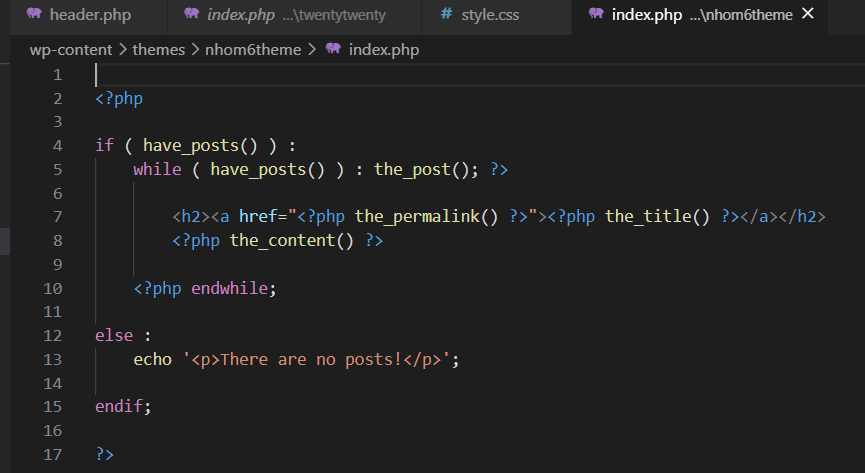 header.php index.php ...\twentytwenty # style.css index.php ...\nhom6theme ×
wp-content > themes > nhom6theme > index.php
1
2 <?php
3
4 if ( have_posts() ) :
5 while ( have_posts() ) : the_post(); ?>
6
7 <h2><a href="<?php the_permalink() ?>"><?php the_title() ?></a></h2>
8 <?php the_content() ?>
9
10 <?php endwhile;
11
12 else :
13 echo '<p>There are no posts!</p>';
14
15 endif;
16
17 ?>